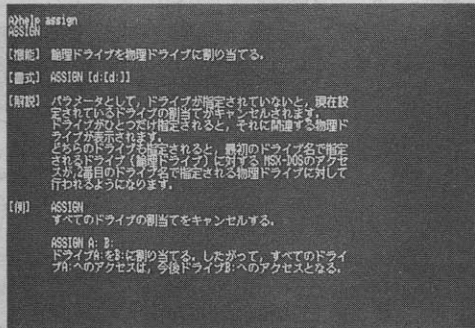 A>help assign
ASSIGN
[機能] 論理ドライブを物理ドライブに割り当てる.
[書式] ASSIGN [d:[d:]]
[解説] パラメータとして, ドライブが指定されていないと, 現在設
定されているドライブの割当てがキャンセルされます.
ドライブがひとつだけ指定されると, それに関連する物理ド
ライブが表示されます.
どちらのドライブも指定されると, 最初のドライブ名で指定
されるドライブ (論理ドライブ) に対する MSX-DOSのアクセ
スが,2番目のドライブ名で指定される物理ドライブに対して
行われるようになります.
[例] ASSIGN
すべてのドライブの割当てをキャンセルする.
ASSIGN A: B:
ドライブA:をB:に割り当てる. したがって, すべてのドライ
ブA:へのアクセスは, 今後ドライブB:へのアクセスとなる.